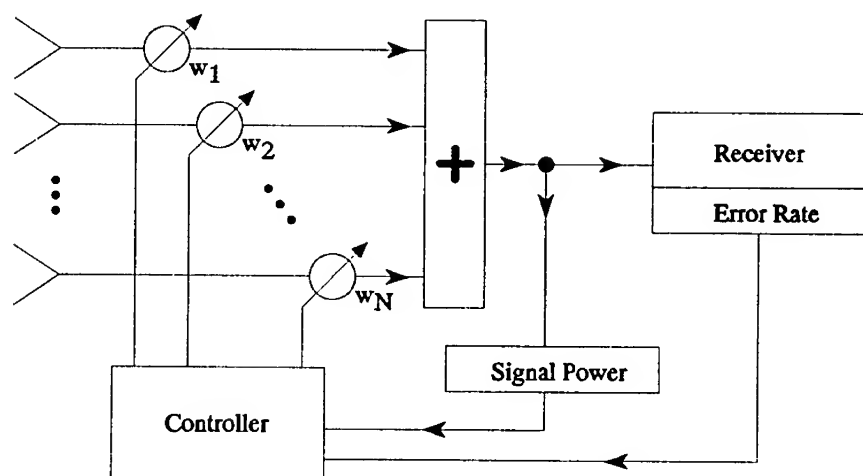 w1
w2
wN
+
Receiver
Error Rate
Signal Power
Controller